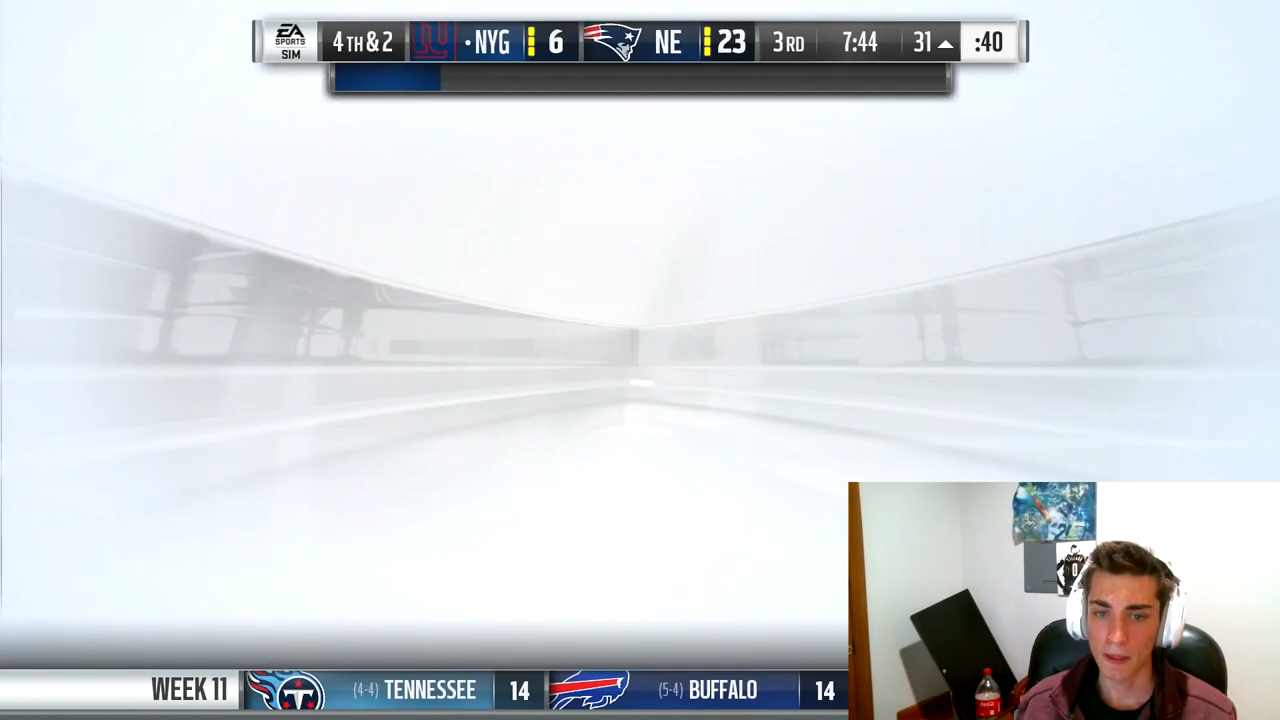 EA SPORTS SIM 4TH & 2 NYG 6 NE 23 3RD 7:44 31 :40
0
WEEK 11 (4-4) TENNESSEE 14 (5-4) BUFFALO 14